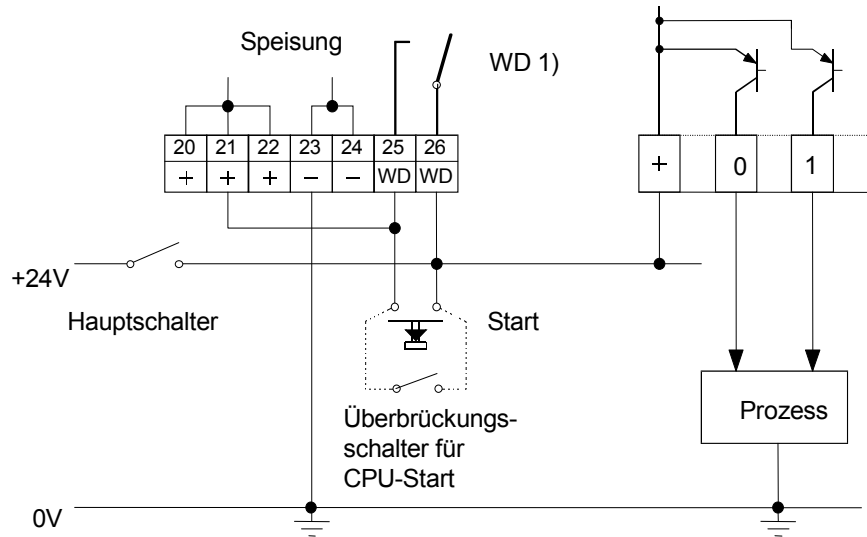 Speisung
WD 1)
20 21 22 23 24 25 26
+ + + − − WD WD
+ 0 1
+24V
Hauptschalter
Start
Überbrückungs-
schalter für
CPU-Start
Prozess
0V